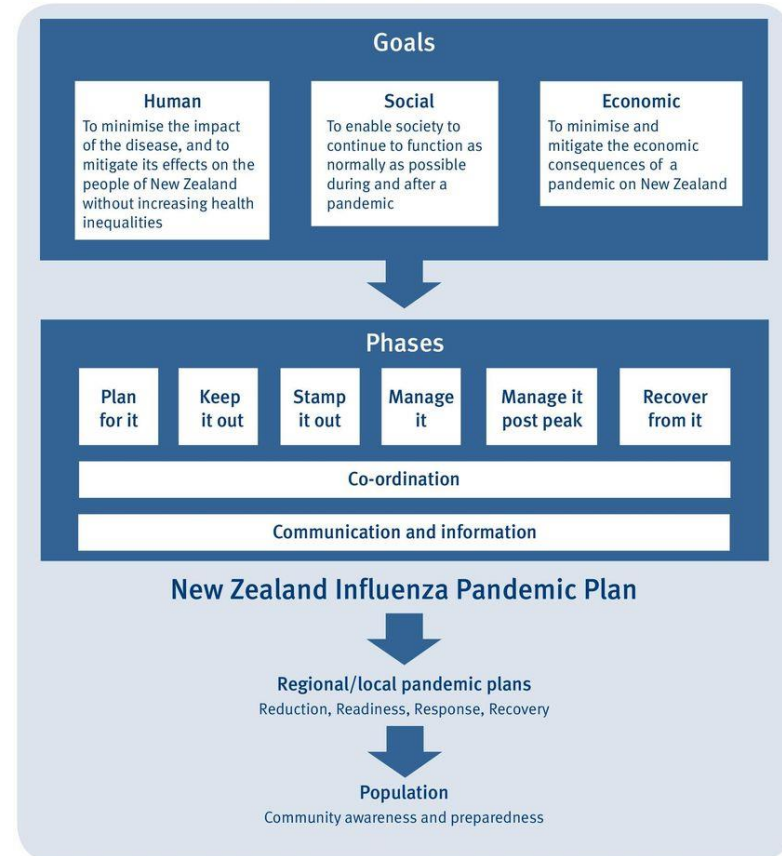 Goals
Human
To minimise the impact
of the disease, and to
mitigate its effects on the
people of New Zealand
without increasing health
inequalities
Social
To enable society to
continue to function as
normally as possible
during and after a
pandemic
Economic
To minimise and
mitigate the economic
consequences of a
pandemic on New Zealand
Phases
Plan
for it
Keep
it out
Stamp
it out
Manage
it
Manage it
post peak
Recover
from it
Co-ordination
Communication and information
New Zealand Influenza Pandemic Plan
Regional/local pandemic plans
Reduction, Readiness, Response, Recovery
Population
Community awareness and preparedness